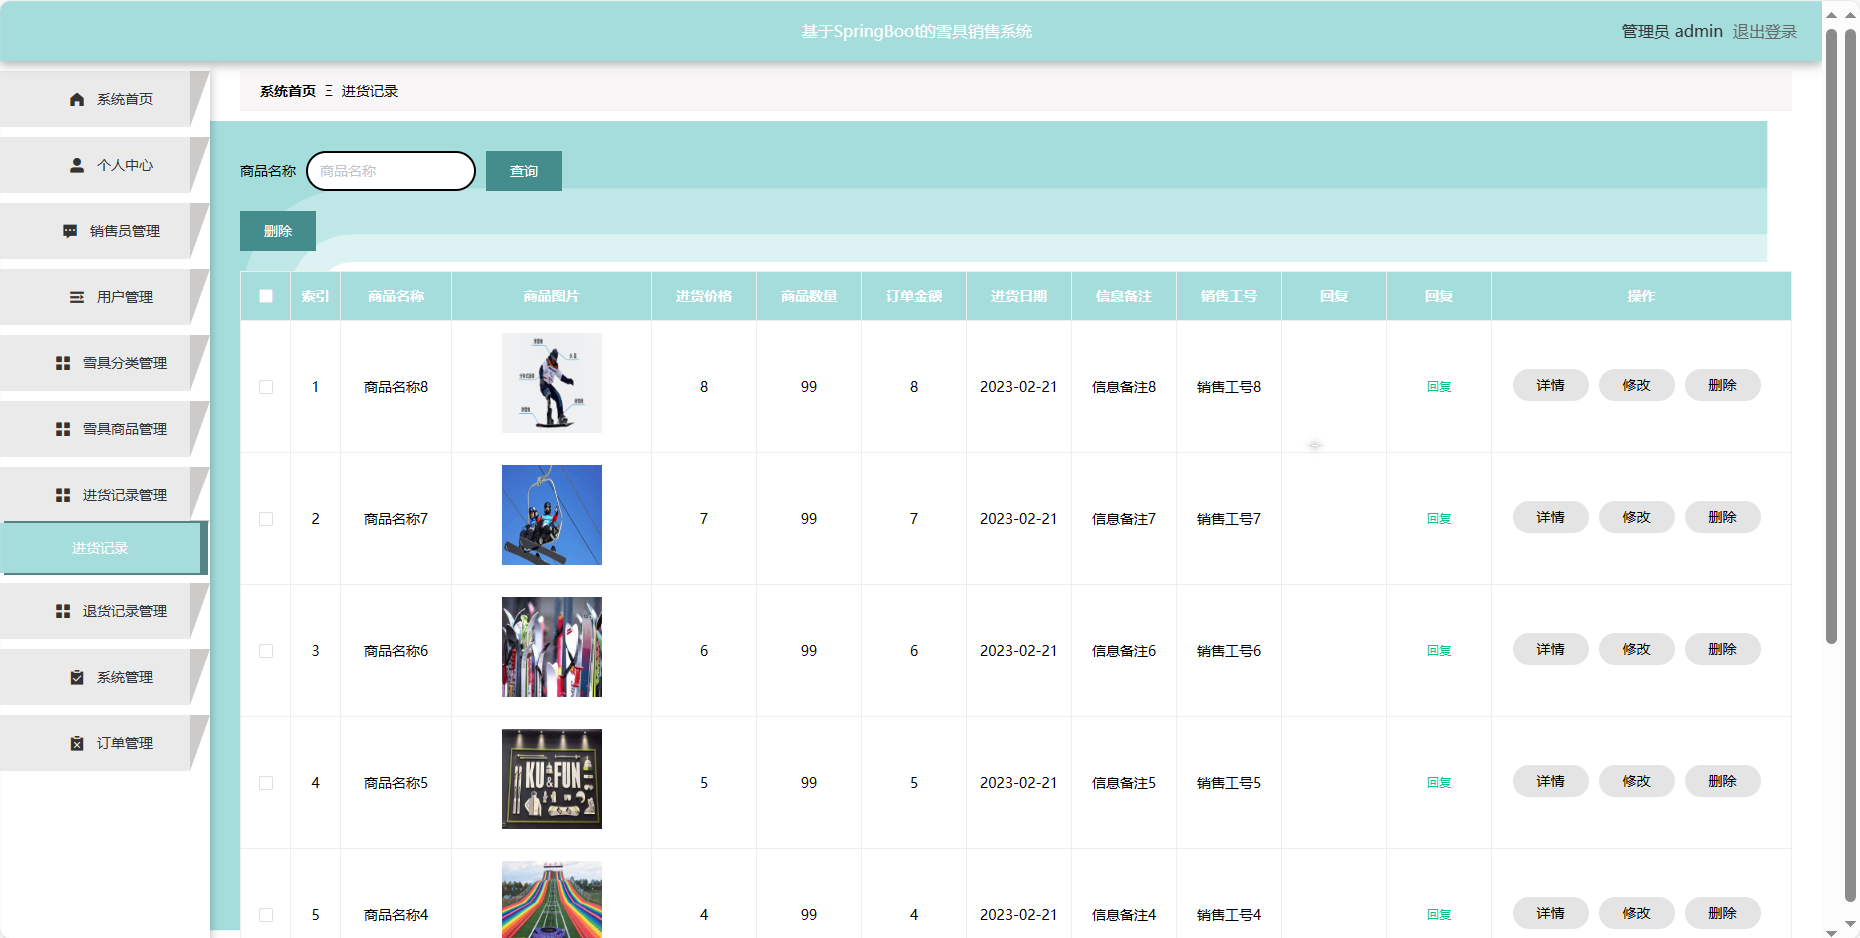 基于SpringBoot的雪具销售系统
管理员 admin 退出登录
系统首页
个人中心
销售员管理
用户管理
雪具分类管理
雪具商品管理
进货记录管理
进货记录
退货记录管理
系统管理
订单管理
系统首页 Ξ 进货记录
商品名称 商品名称 查询
删除
索引 商品名称 商品图片 进货价格 商品数量 订单金额 进货日期 信息备注 销售工号 回复 回复 操作
1 商品名称8 8 99 8 2023-02-21 信息备注8 销售工号8 回复 详情 修改 删除
2 商品名称7 7 99 7 2023-02-21 信息备注7 销售工号7 回复 详情 修改 删除
3 商品名称6 6 99 6 2023-02-21 信息备注6 销售工号6 回复 详情 修改 删除
4 商品名称5 KU&FUN 5 99 5 2023-02-21 信息备注5 销售工号5 回复 详情 修改 删除
5 商品名称4 4 99 4 2023-02-21 信息备注4 销售工号4 回复 详情 修改 删除